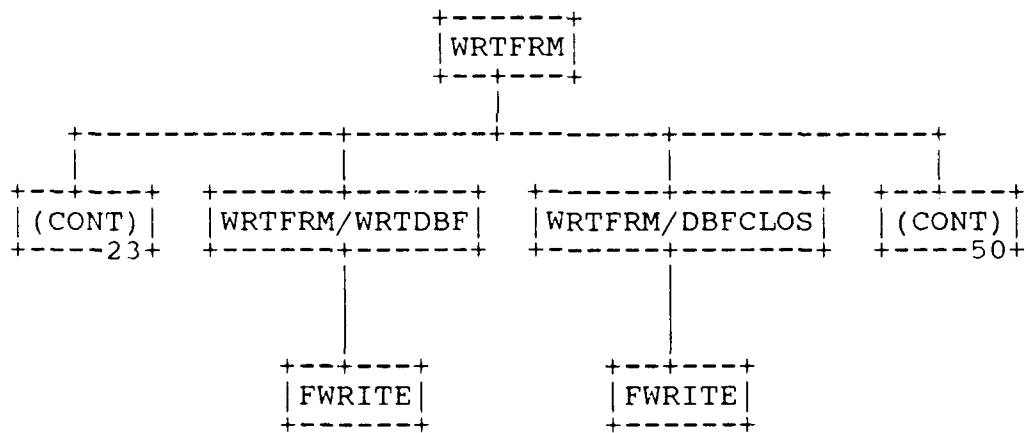 WRTFRM
(CONT) WRTFRM/WRTDBF WRTFRM/DBFCLOS (CONT)
23 50
FWRITE FWRITE